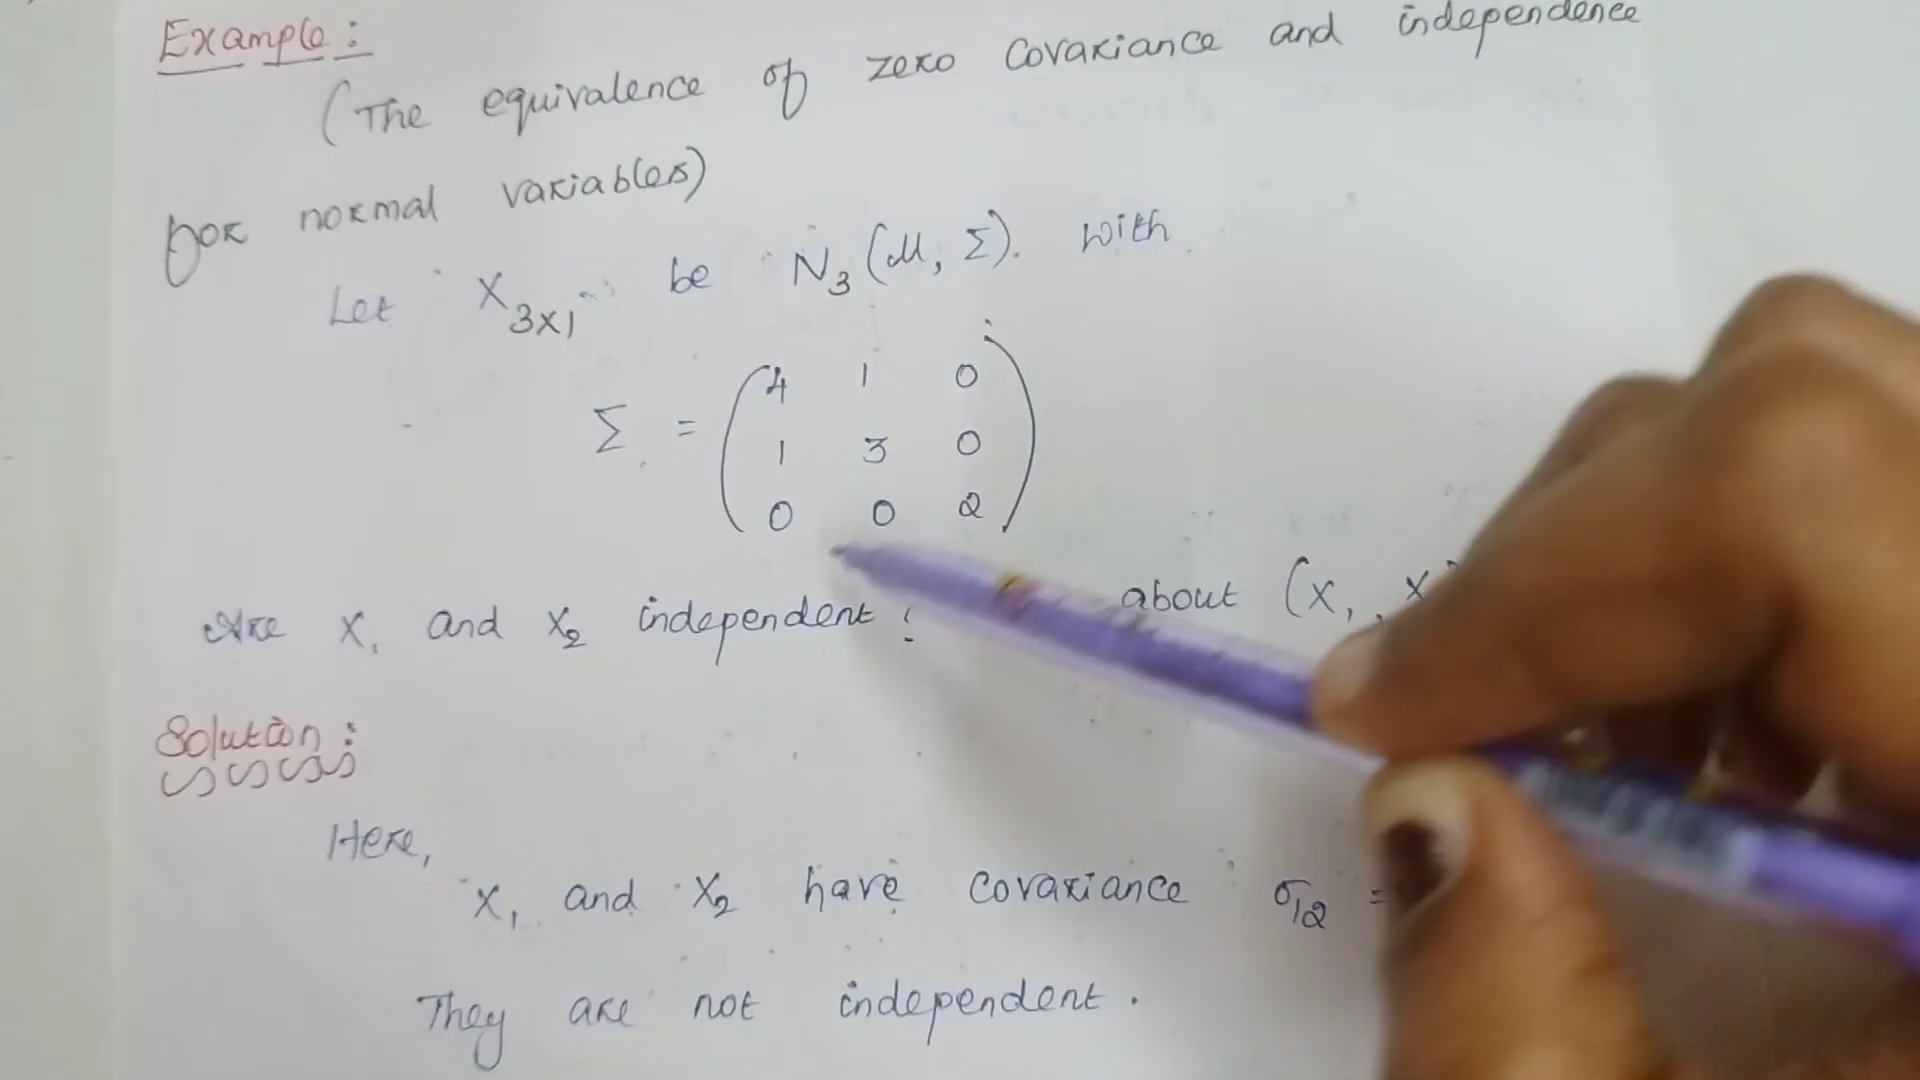 Example:
(The equivalence of zero covariance and independence
for normal variables)
Let X3x1 be N3(μ, Σ). with
Σ = (4 1 0
1 3 0
0 0 2)
Are X1 and X2 independent? about (X1, X
Solution:
Here,
X1 and X2 have covariance σ12 =
They are not independent.